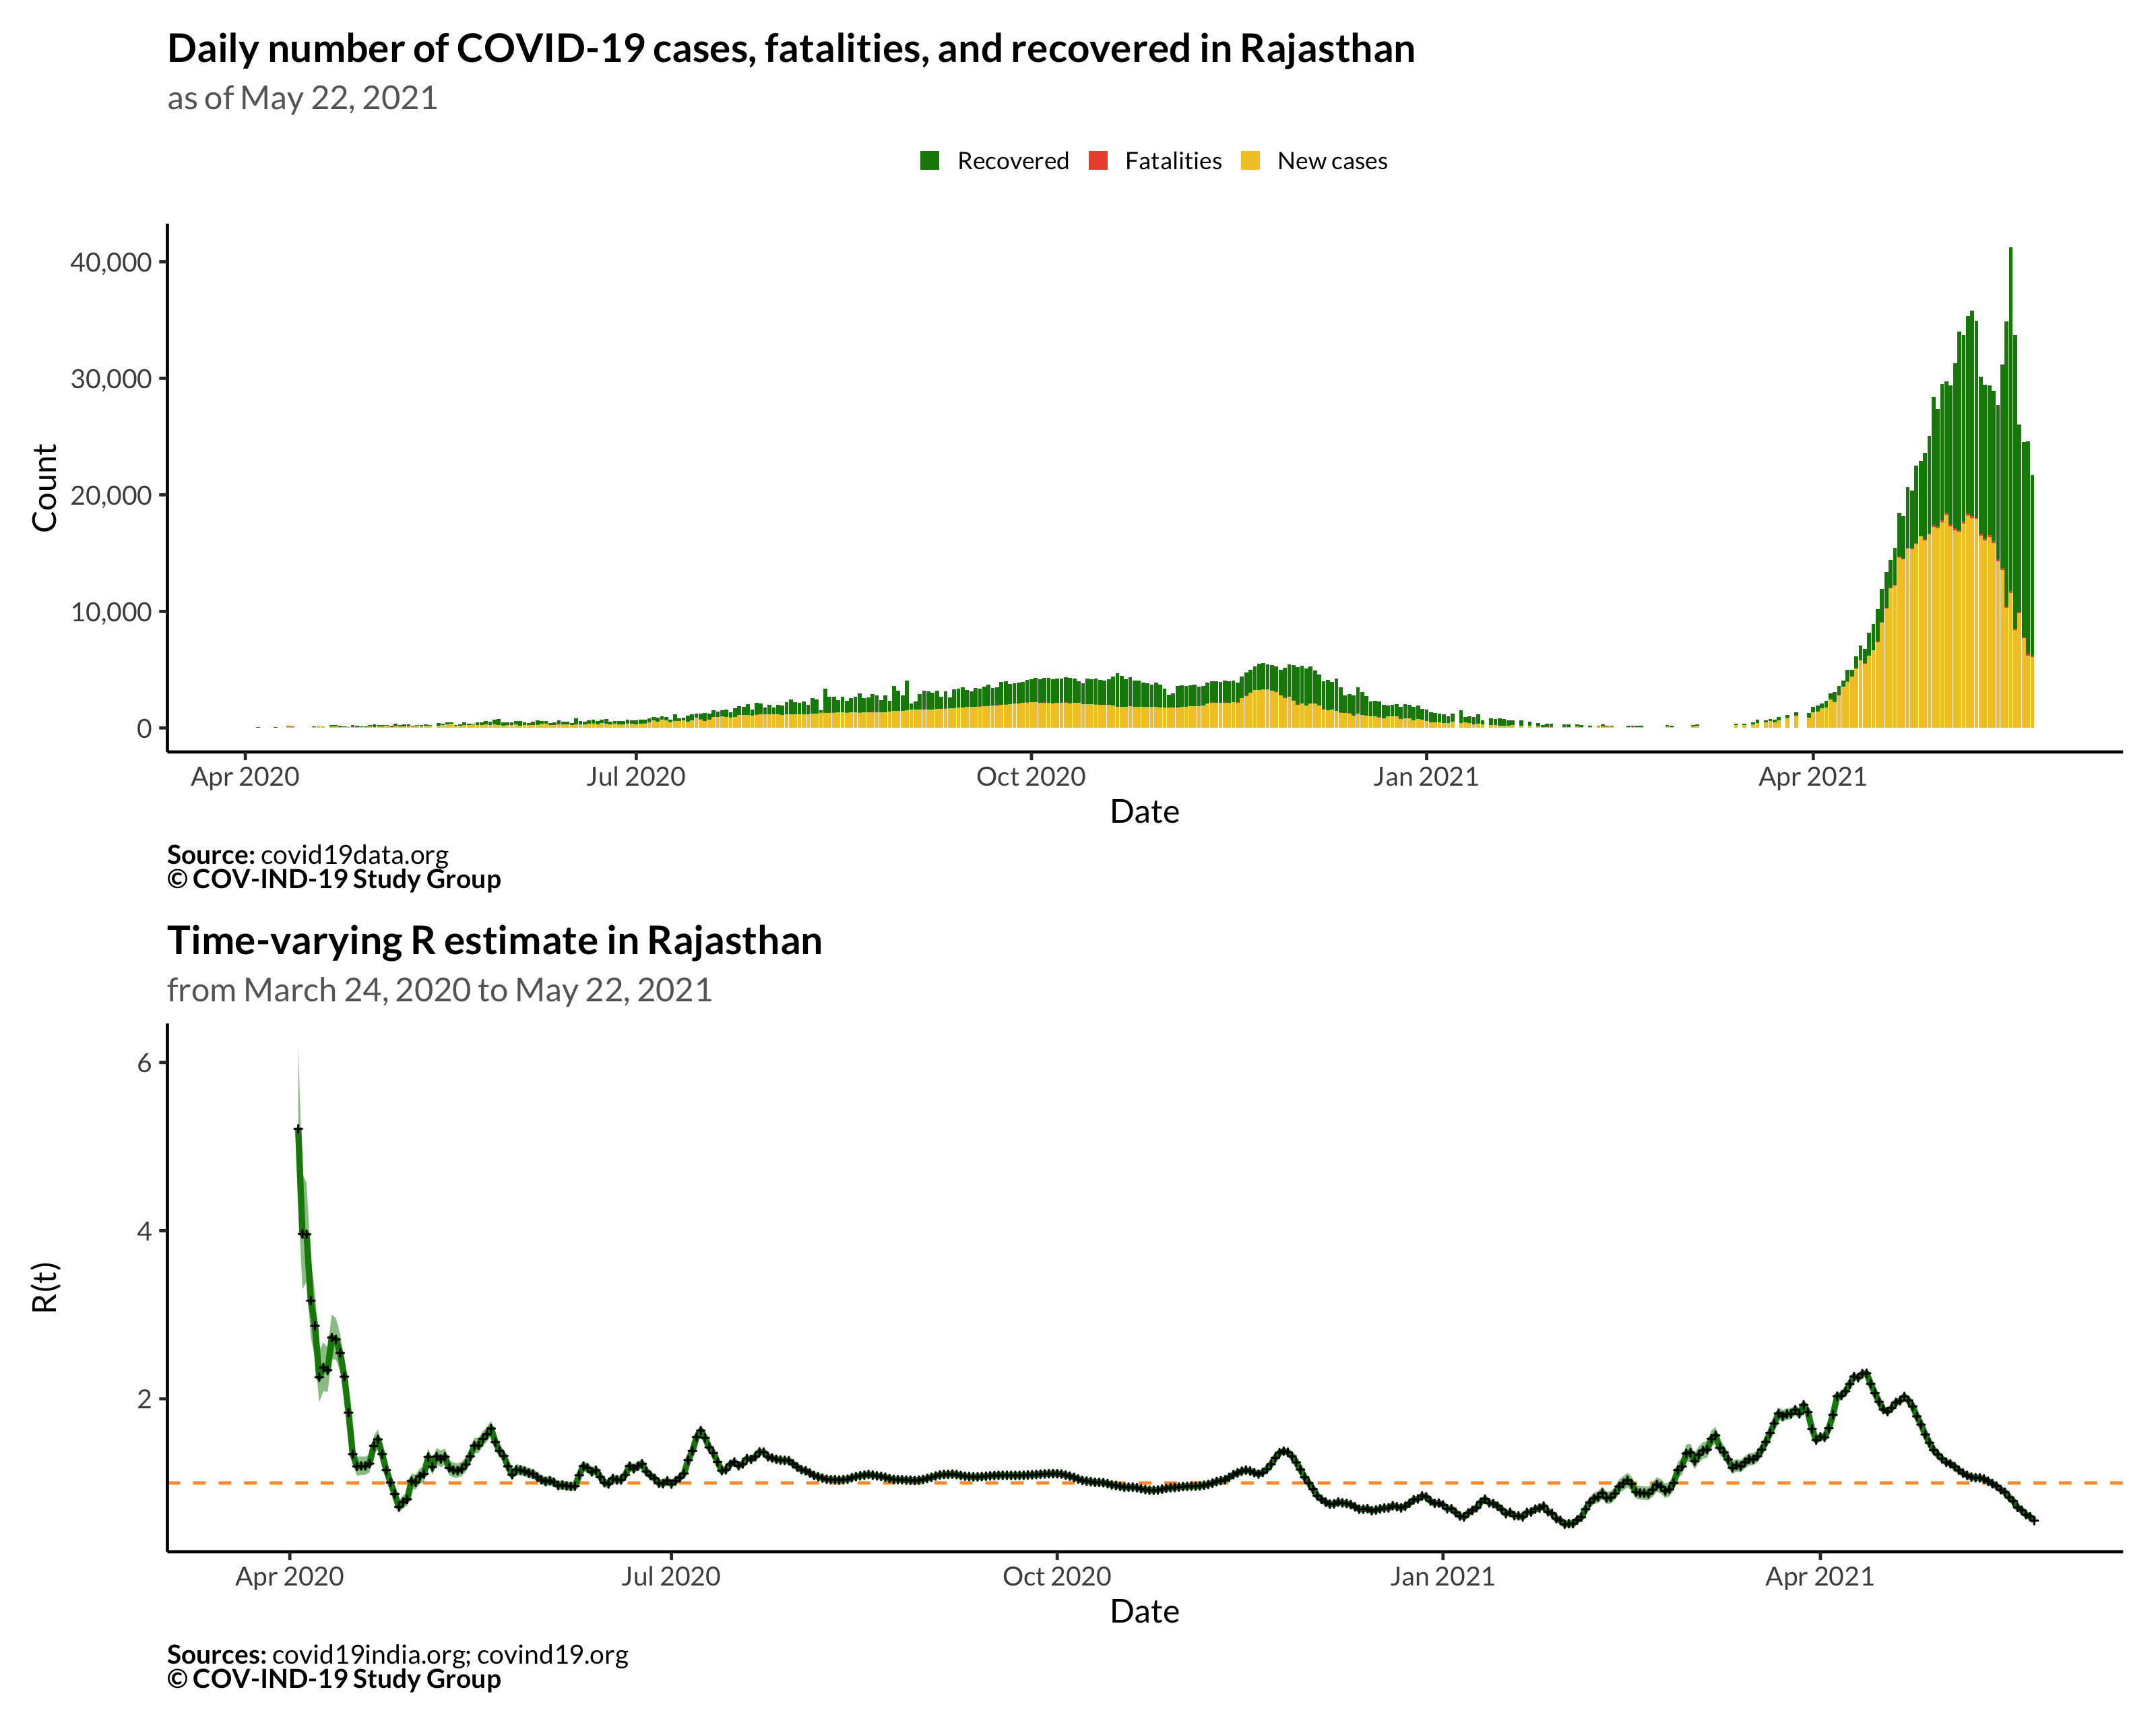 Daily number of COVID-19 cases, fatalities, and recovered in Rajasthan
as of May 22, 2021
Recovered Fatalities New cases
Count
40,000
30,000
20,000
10,000
0
Apr 2020 Jul 2020 Oct 2020 Jan 2021 Apr 2021
Date
Source: covid19data.org
© COV-IND-19 Study Group
Time-varying R estimate in Rajasthan
from March 24, 2020 to May 22, 2021
R(t)
6
4
2
Apr 2020 Jul 2020 Oct 2020 Jan 2021 Apr 2021
Date
Sources: covid19india.org; covind19.org
© COV-IND-19 Study Group